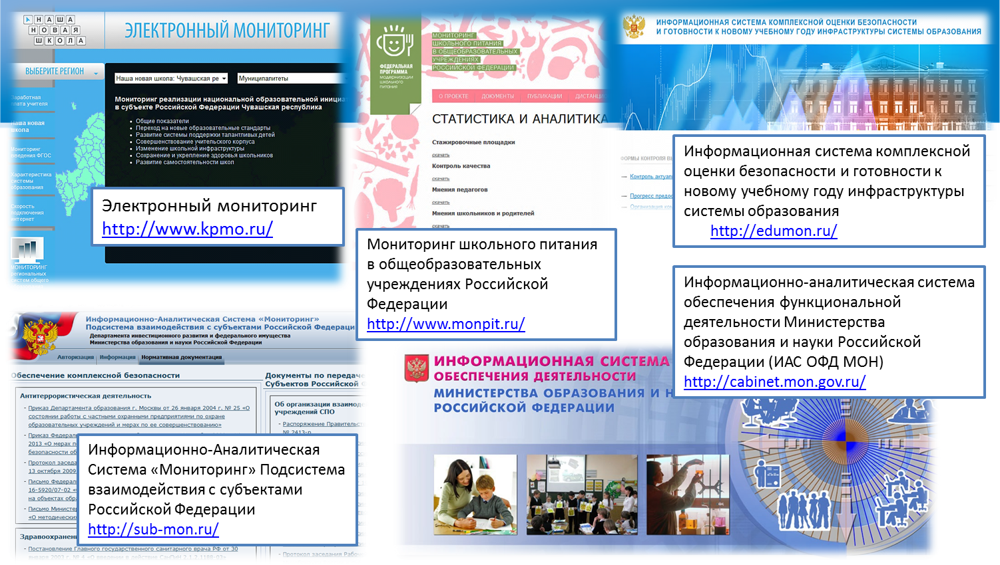 НАША
НОВАЯ
ШКОЛА
ЭЛЕКТРОННЫЙ МОНИТОРИНГ
ВЫБЕРИТЕ РЕГИОН
Наша новая школа: Чувашская ре
Муниципалитеты
Мониторинг реализации национальной образовательной инициат
в субъекте Российской Федерации Чувашская республика
Общие показатели
Переход на новые образовательные стандарты
Развитие системы поддержки талантливых детей
Совершенствование учительского корпуса
Изменение школьной инфраструктуры
Сохранение и укрепление здоровья школьников
Развитие самостоятельности школ
Заработная
плата учителя
Наша новая
школа
Мониторинг
введения ФГОС
Характеристика
системы
образования
Скорость
подключения
интернет
МОНИТОРИНГ
региональных
систем общего
Электронный мониторинг
http://www.kpmo.ru/
ФЕДЕРАЛЬНАЯ
ПРОГРАММА
модернизации
школьного
питания
МОНИТОРИНГ
ШКОЛЬНОГО ПИТАНИЯ
В ОБЩЕОБРАЗОВАТЕЛЬНЫХ
УЧРЕЖДЕНИЯХ
РОССИЙСКОЙ ФЕДЕРАЦИИ
О ПРОЕКТЕ ДОКУМЕНТЫ ПУБЛИКАЦИИ ДИСТАНЦИ
СТАТИСТИКА И АНАЛИТИКА
Стажировочные площадки
скачать
Контроль качества
скачать
Мнения педагогов
скачать
Мнения школьников и родителей
скачать
Мониторинг школьного питания
в общеобразовательных
учреждениях Российской
Федерации
http://www.monpit.ru/
ИНФОРМАЦИОННАЯ СИСТЕМА КОМПЛЕКСНОЙ ОЦЕНКИ БЕЗОПАСНОСТИ
И ГОТОВНОСТИ К НОВОМУ УЧЕБНОМУ ГОДУ ИНФРАСТРУКТУРЫ СИСТЕМЫ ОБРАЗОВАНИЯ
ФОРМЫ КОНТРОЛЯ ВЫ
— Контроль актуал
— Прогресс предос
— Организация ком
Информационная система комплексной
оценки безопасности и готовности к
новому учебному году инфраструктуры
системы образования
http://edumon.ru/
Информационно-аналитическая система
обеспечения функциональной
деятельности Министерства
образования и науки Российской
Федерации (ИАС ОФД МОН)
http://cabinet.mon.gov.ru/
Информационно-Аналитическая Система «Мониторинг»
Подсистема взаимодействия с субъектами Российской Федераци
Департамента инвестиционного развития и федерального имущества
Министерства образования и науки Российской Федерации
Авторизация Информация Нормативная документация
Обеспечение комплексной безопасности
Антитеррористическая деятельность
- Приказ Департамента образования г. Москвы от 26 января 2004 г. № 25 «О
состоянии работы с частными охранными предприятиями по охране
образовательных учреждений и мерах по ее совершенствованию»
- Приказ Федераль
2013 «О мерах по
безопасности об
- Протокол заседа
13 октября 2009
- Письмо Федерал
16-5920/07-02 «
на объектах обра
- Письмо Министе
«О методических
Здравоохранени
- Постановление Главного государственного санитарного врача РФ от 30
января 2003 г. № 4 «О введении в действие СанПиН 2.1.2.1188-03»
Документы по передаче
Субъектов Российской Ф
Об организации взаимоде
учреждений СПО
- Распоряжение Правительст
№ 2413-р
- Протокол заседания Рабоч
Информационно-Аналитическая
Система «Мониторинг» Подсистема
взаимодействия с субъектами
Российской Федерации
http://sub-mon.ru/
ИНФОРМАЦИОННАЯ СИСТЕМА
ОБЕСПЕЧЕНИЯ ДЕЯТЕЛЬНОСТИ
МИНИСТЕРСТВА ОБРАЗОВАНИЯ И Н
РОССИЙСКОЙ ФЕДЕРАЦИИ